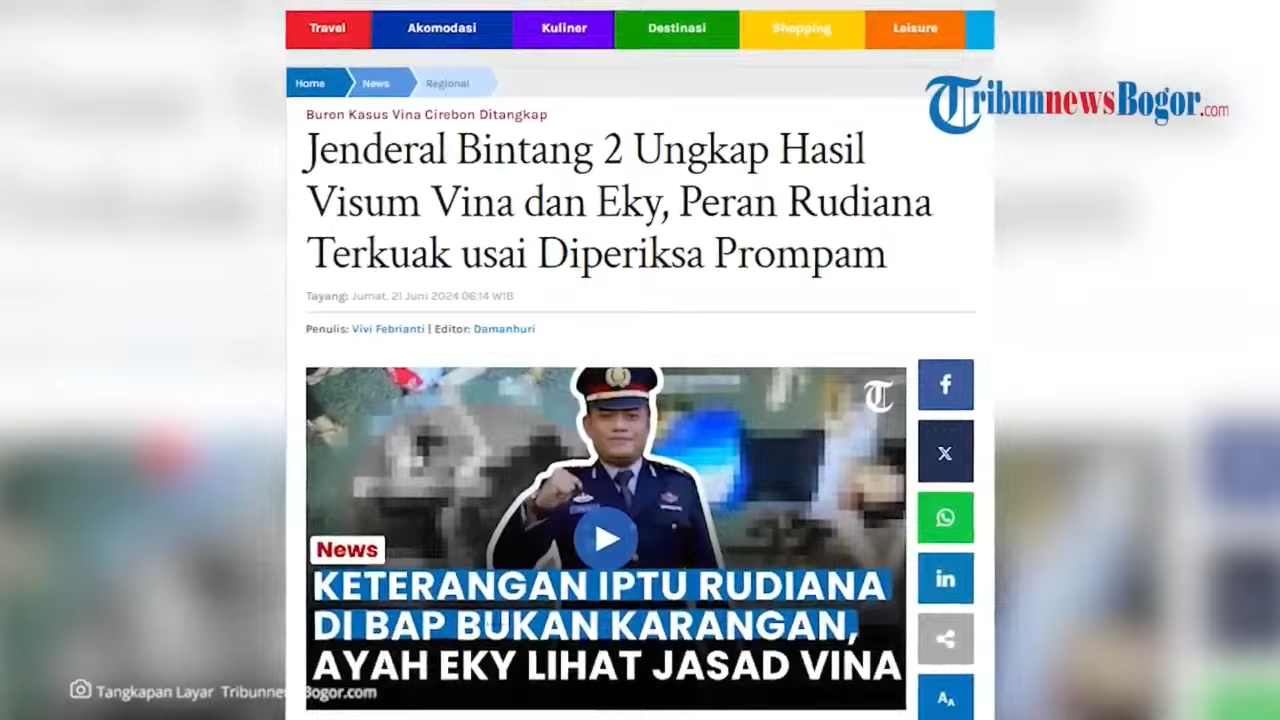 Travel
Akomodasi
Kuliner
Destinasi
Shopping
Leisure
Home
News
Regional
TribunnewsBogor.com
Buron Kasus Vina Cirebon Ditangkap
Jenderal Bintang 2 Ungkap Hasil
Visum Vina dan Eky, Peran Rudiana
Terkuak usai Diperiksa Prompam
Tayang: Jumat, 21 Juni 2024 06:14 WIB
Penulis: Vivi Febrianti | Editor: Damanhuri
News
KETERANGAN IPTU RUDIANA
DI BAP BUKAN KARANGAN,
AYAH EKY LIHAT JASAD VINA
Tangkapan Layar TribunnewsBogor.com
AA